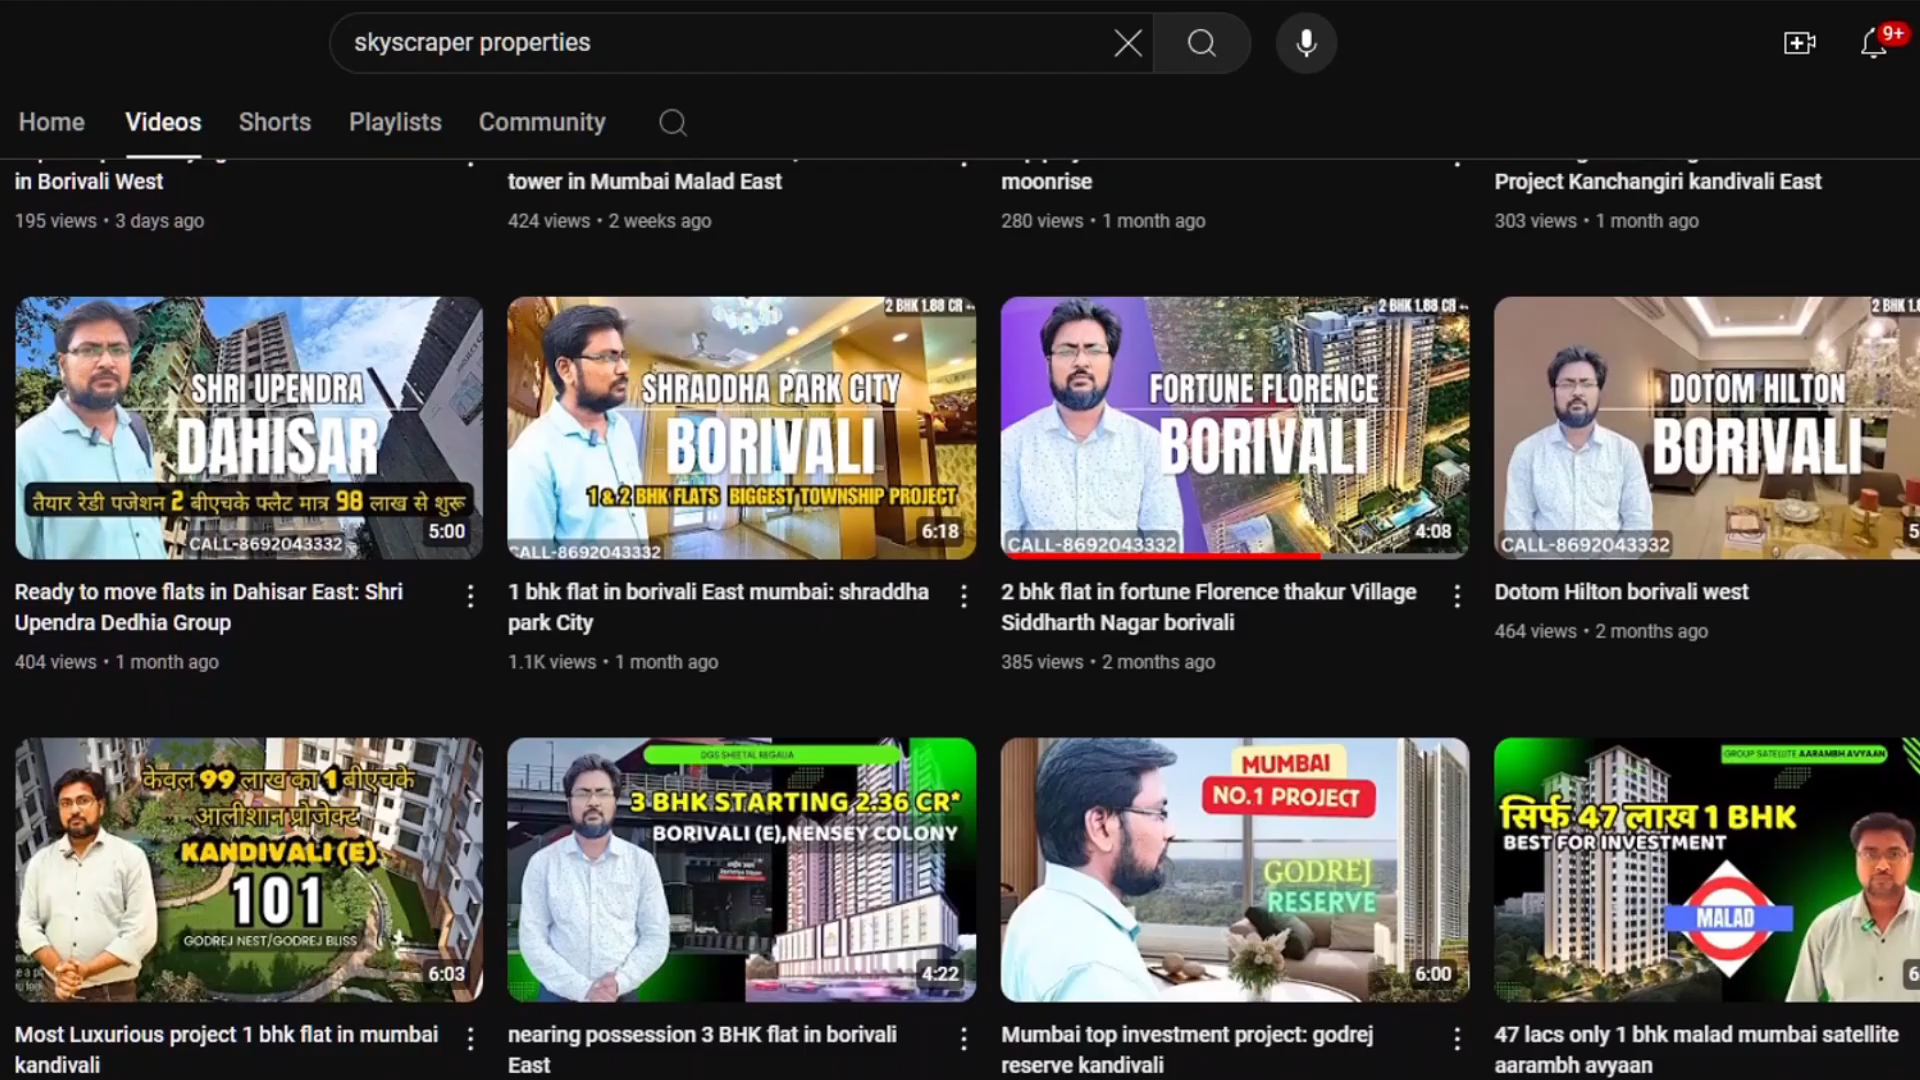 skyscraper properties
9+
Home Videos Shorts Playlists Community
in Borivali West
195 views • 3 days ago
tower in Mumbai Malad East
424 views • 2 weeks ago
moonrise
280 views • 1 month ago
Project Kanchangiri kandivali East
303 views • 1 month ago
SHRI UPENDRA
DAHISAR
तैयार रेडी पजेशन 2 बीएचके फ्लैट मात्र 98 लाख से शुरू
CALL-8692043332
5:00
Ready to move flats in Dahisar East: Shri
Upendra Dedhia Group
404 views • 1 month ago
2 BHK 1.88 CR
SHRADDHA PARK CITY
BORIVALI
1 & 2 BHK FLATS BIGGEST TOWNSHIP PROJECT
CALL-8692043332
6:18
1 bhk flat in borivali East mumbai: shraddha
park City
1.1K views • 1 month ago
2 BHK 1.88 CR
FORTUNE FLORENCE
BORIVALI
CALL-8692043332
4:08
2 bhk flat in fortune Florence thakur Village
Siddharth Nagar borivali
385 views • 2 months ago
2 BHK
DOTOM HILTON
BORIVALI
CALL-8692043332
Dotom Hilton borivali west
464 views • 2 months ago
केवल 99 लाख का 1 बीएचके
आलीशान प्रोजेक्ट
KANDIVALI (E)
101
GODREJ NEST/GODREJ BLISS
6:03
Most Luxurious project 1 bhk flat in mumbai
kandivali
DGS SHEETAL REGALIA
3 BHK STARTING 2.36 CR*
BORIVALI (E),NENSEY COLONY
4:22
nearing possession 3 BHK flat in borivali
East
MUMBAI
NO.1 PROJECT
GODREJ
RESERVE
6:00
Mumbai top investment project: godrej
reserve kandivali
GROUP SATELLITE AARAMBH AVYAAN
सिर्फ 47 लाख 1 BHK
BEST FOR INVESTMENT
MALAD
47 lacs only 1 bhk malad mumbai satellite
aarambh avyaan